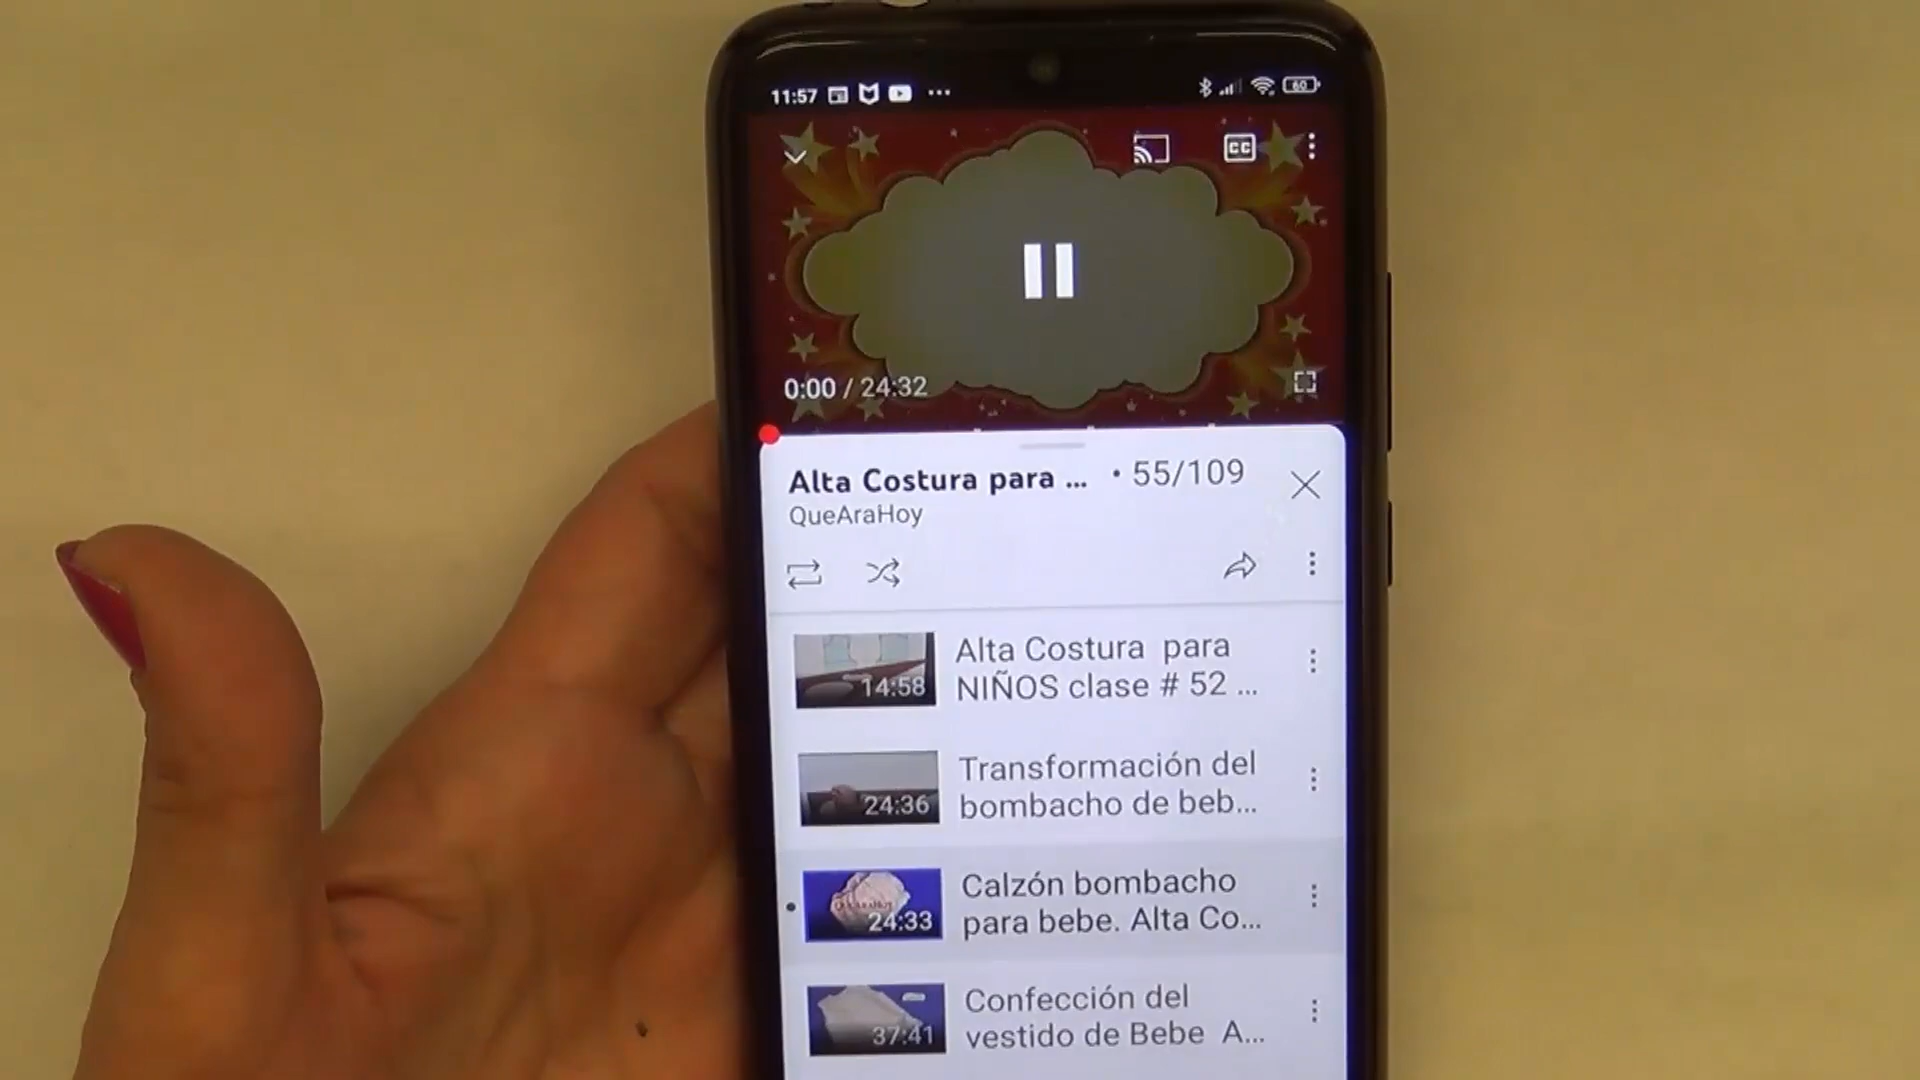 11:57
60
CC
0:00 / 24:32
Alta Costura para ... • 55/109
QueAraHoy
14:58
Alta Costura para
NIÑOS clase # 52 ...
24:36
Transformación del
bombacho de beb...
24:33
Calzón bombacho
para bebe. Alta Co...
37:41
Confección del
vestido de Bebe A...